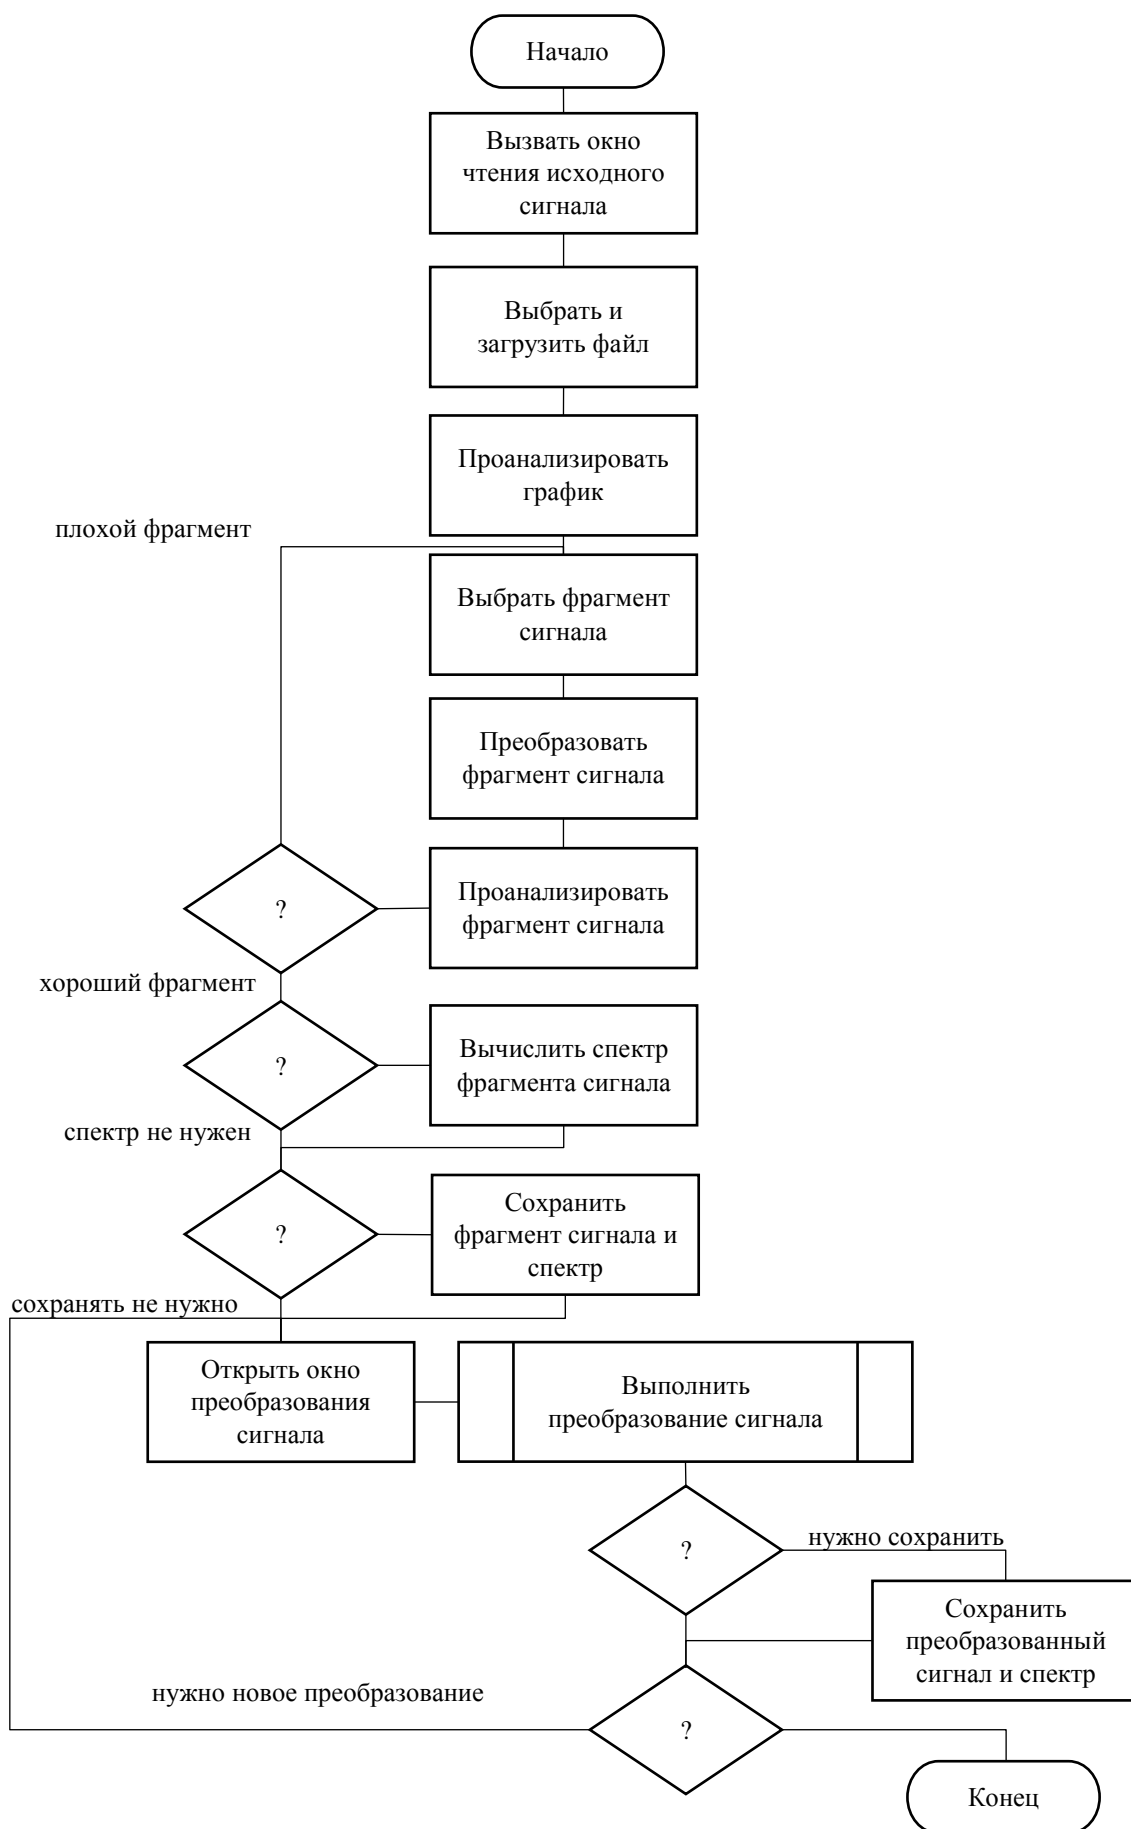 Начало
Вызвать окно
чтения исходного
сигнала
Выбрать и
загрузить файл
Проанализировать
график
плохой фрагмент
Выбрать фрагмент
сигнала
Преобразовать
фрагмент сигнала
?
Проанализировать
фрагмент сигнала
хороший фрагмент
?
Вычислить спектр
фрагмента сигнала
спектр не нужен
?
Сохранить
фрагмент сигнала и
спектр
сохранять не нужно
Открыть окно
преобразования
сигнала
Выполнить
преобразование сигнала
?
нужно сохранить
Сохранить
преобразованный
сигнал и спектр
нужно новое преобразование
?
Конец